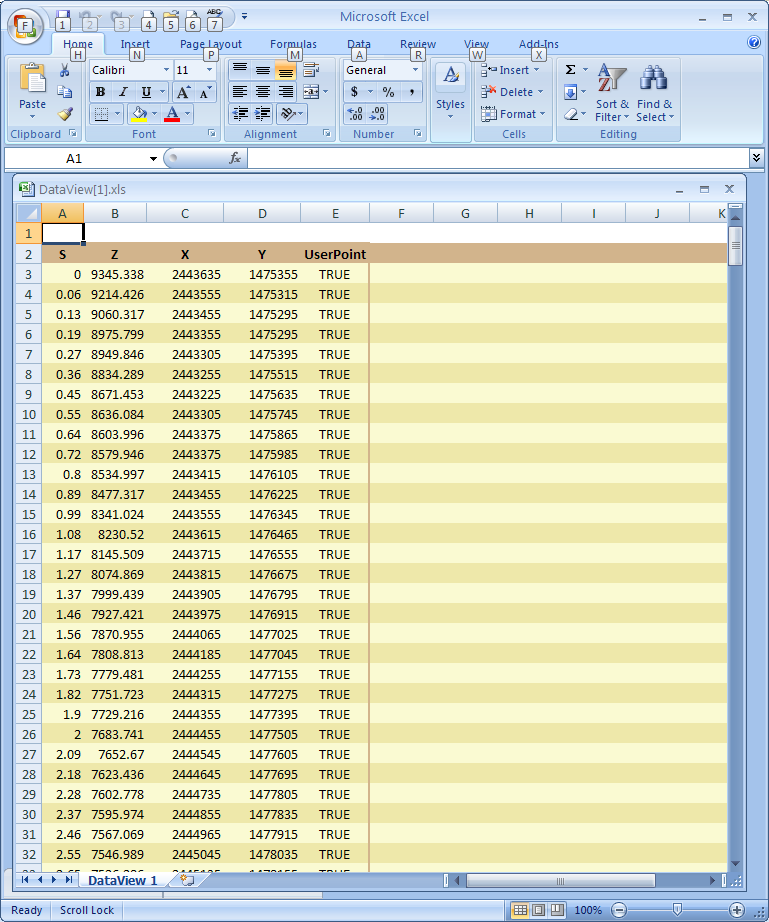 Microsoft Excel
F 1 2 3 4 5 6 7
ABC
Home Insert Page Layout Formulas Data Review View Add-Ins
H N P M A R W X
Paste
Calibri 11
B I U A A
General
$ % ,
.00 .0
Styles
Insert
Delete
Format
Σ
A Z
Sort & Filter
Find & Select
Clipboard Font Alignment Number Cells Editing
A1 fx
DataView[1].xls
A B C D E F G H I J K
1
2 S Z X Y UserPoint
3 0 9345.338 2443635 1475355 TRUE
4 0.06 9214.426 2443555 1475315 TRUE
5 0.13 9060.317 2443455 1475295 TRUE
6 0.19 8975.799 2443355 1475295 TRUE
7 0.27 8949.846 2443305 1475395 TRUE
8 0.36 8834.289 2443255 1475515 TRUE
9 0.45 8671.453 2443225 1475635 TRUE
10 0.55 8636.084 2443305 1475745 TRUE
11 0.64 8603.996 2443375 1475865 TRUE
12 0.72 8579.946 2443375 1475985 TRUE
13 0.8 8534.997 2443415 1476105 TRUE
14 0.89 8477.317 2443455 1476225 TRUE
15 0.99 8341.024 2443555 1476345 TRUE
16 1.08 8230.52 2443615 1476465 TRUE
17 1.17 8145.509 2443715 1476555 TRUE
18 1.27 8074.869 2443815 1476675 TRUE
19 1.37 7999.439 2443905 1476795 TRUE
20 1.46 7927.421 2443975 1476915 TRUE
21 1.56 7870.955 2444065 1477025 TRUE
22 1.64 7808.813 2444185 1477045 TRUE
23 1.73 7779.481 2444255 1477155 TRUE
24 1.82 7751.723 2444315 1477275 TRUE
25 1.9 7729.216 2444355 1477395 TRUE
26 2 7683.741 2444455 1477505 TRUE
27 2.09 7652.67 2444545 1477605 TRUE
28 2.18 7623.436 2444645 1477695 TRUE
29 2.28 7602.778 2444735 1477805 TRUE
30 2.37 7595.974 2444855 1477835 TRUE
31 2.46 7567.069 2444965 1477915 TRUE
32 2.55 7546.989 2445045 1478035 TRUE
DataView 1
Ready Scroll Lock 100%